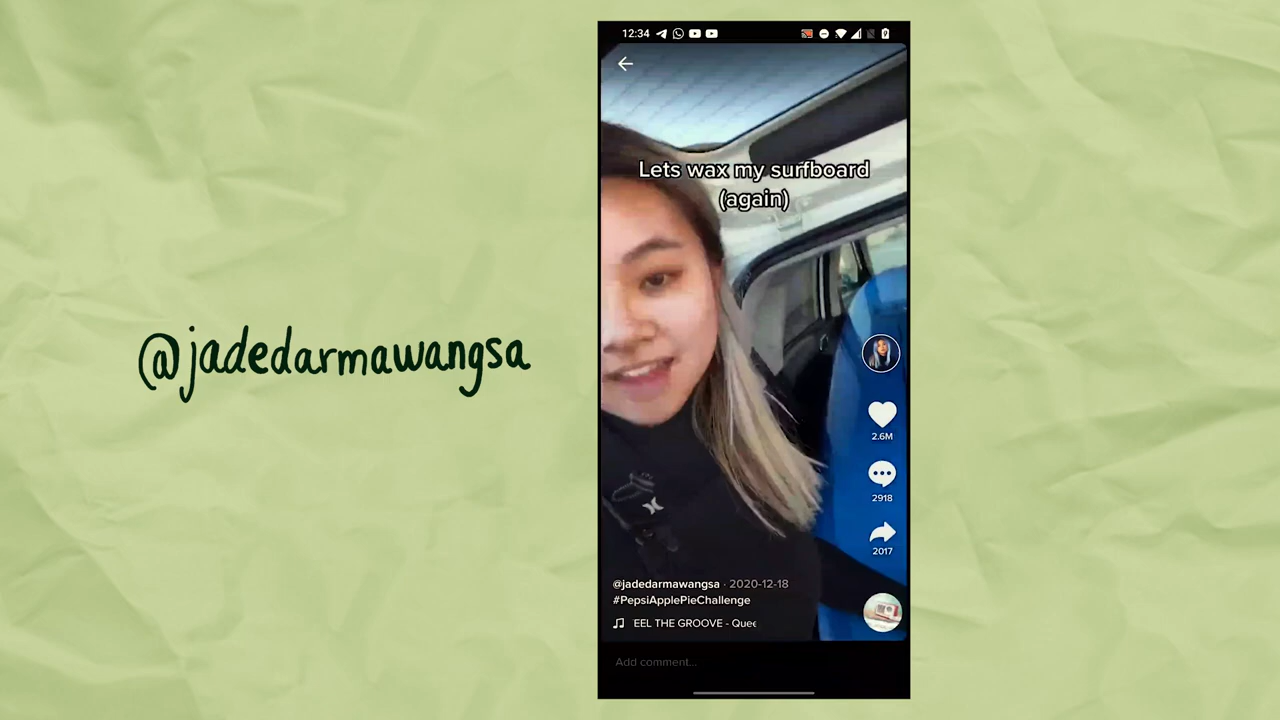 @jadedarmawangsa
12:34
Lets wax my surfboard
(again)
2.6M
2918
2017
@jadedarmawangsa · 2020-12-18
#PepsiApplePieChallenge
EEL THE GROOVE - Quee
Add comment...